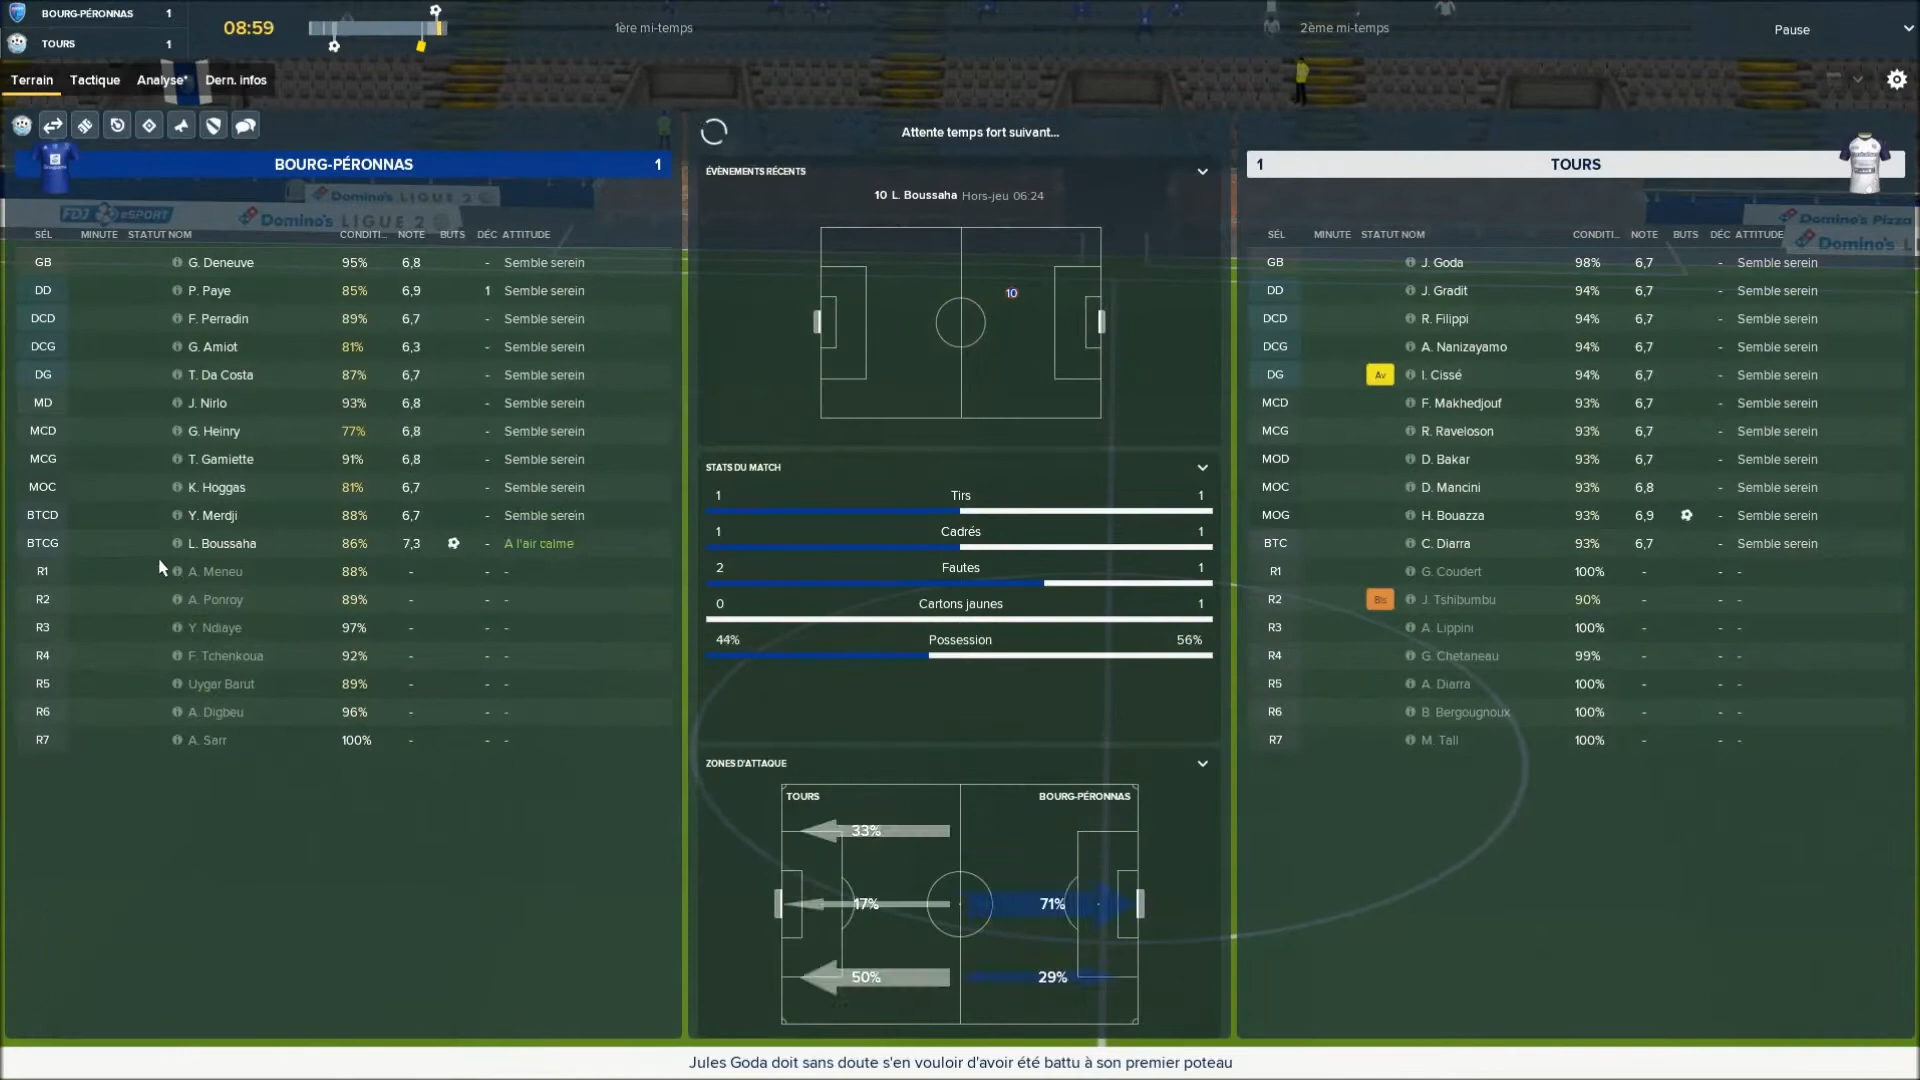 BOURG-PÉRONNAS 1
TOURS 1
08:59
1ère mi-temps
2ème mi-temps
Pause
Terrain Tactique Analyse* Dern. infos
BOURG-PÉRONNAS 1
FDJ eSPORT
Domino's LIGUE 2
Domino's LIGUE 2
SÉL MINUTE STATUT NOM CONDITI... NOTE BUTS DÉC ATTITUDE
GB G. Deneuve 95% 6,8 - Semble serein
DD P. Paye 85% 6,9 1 Semble serein
DCD F. Perradin 89% 6,7 - Semble serein
DCG G. Amiot 81% 6,3 - Semble serein
DG T. Da Costa 87% 6,7 - Semble serein
MD J. Nirlo 93% 6,8 - Semble serein
MCD G. Heinry 77% 6,8 - Semble serein
MCG T. Gamiette 91% 6,8 - Semble serein
MOC K. Hoggas 81% 6,7 - Semble serein
BTCD Y. Merdji 88% 6,7 - Semble serein
BTCG L. Boussaha 86% 7,3 - A l'air calme
R1 A. Meneu 88% - - -
R2 A. Ponroy 89% - - -
R3 Y. Ndiaye 97% - - -
R4 F. Tchenkoua 92% - - -
R5 Uygar Barut 89% - - -
R6 A. Digbeu 96% - - -
R7 A. Sarr 100% - - -
Attente temps fort suivant...
ÉVÈNEMENTS RÉCENTS
10 L. Boussaha Hors-jeu 06:24
10
STATS DU MATCH
1 Tirs 1
1 Cadrés 1
2 Fautes 1
0 Cartons jaunes 1
44% Possession 56%
ZONES D'ATTAQUE
TOURS BOURG-PÉRONNAS
33%
17% 71%
50% 29%
1 TOURS
Domino's Pizza
Domino's L
SÉL MINUTE STATUT NOM CONDITI... NOTE BUTS DÉC ATTITUDE
GB J. Goda 98% 6,7 - Semble serein
DD J. Gradit 94% 6,7 - Semble serein
DCD R. Filippi 94% 6,7 - Semble serein
DCG A. Nanizayamo 94% 6,7 - Semble serein
DG Av I. Cissé 94% 6,7 - Semble serein
MCD F. Makhedjouf 93% 6,7 - Semble serein
MCG R. Raveloson 93% 6,7 - Semble serein
MOD D. Bakar 93% 6,7 - Semble serein
MOC D. Mancini 93% 6,8 - Semble serein
MOG H. Bouazza 93% 6,9 - Semble serein
BTC C. Diarra 93% 6,7 - Semble serein
R1 G. Coudert 100% - - -
R2 Bls J. Tshibumbu 90% - - -
R3 A. Lippini 100% - - -
R4 G. Chetaneau 99% - - -
R5 A. Diarra 100% - - -
R6 B. Bergougnoux 100% - - -
R7 M. Tall 100% - - -
Jules Goda doit sans doute s'en vouloir d'avoir été battu à son premier poteau